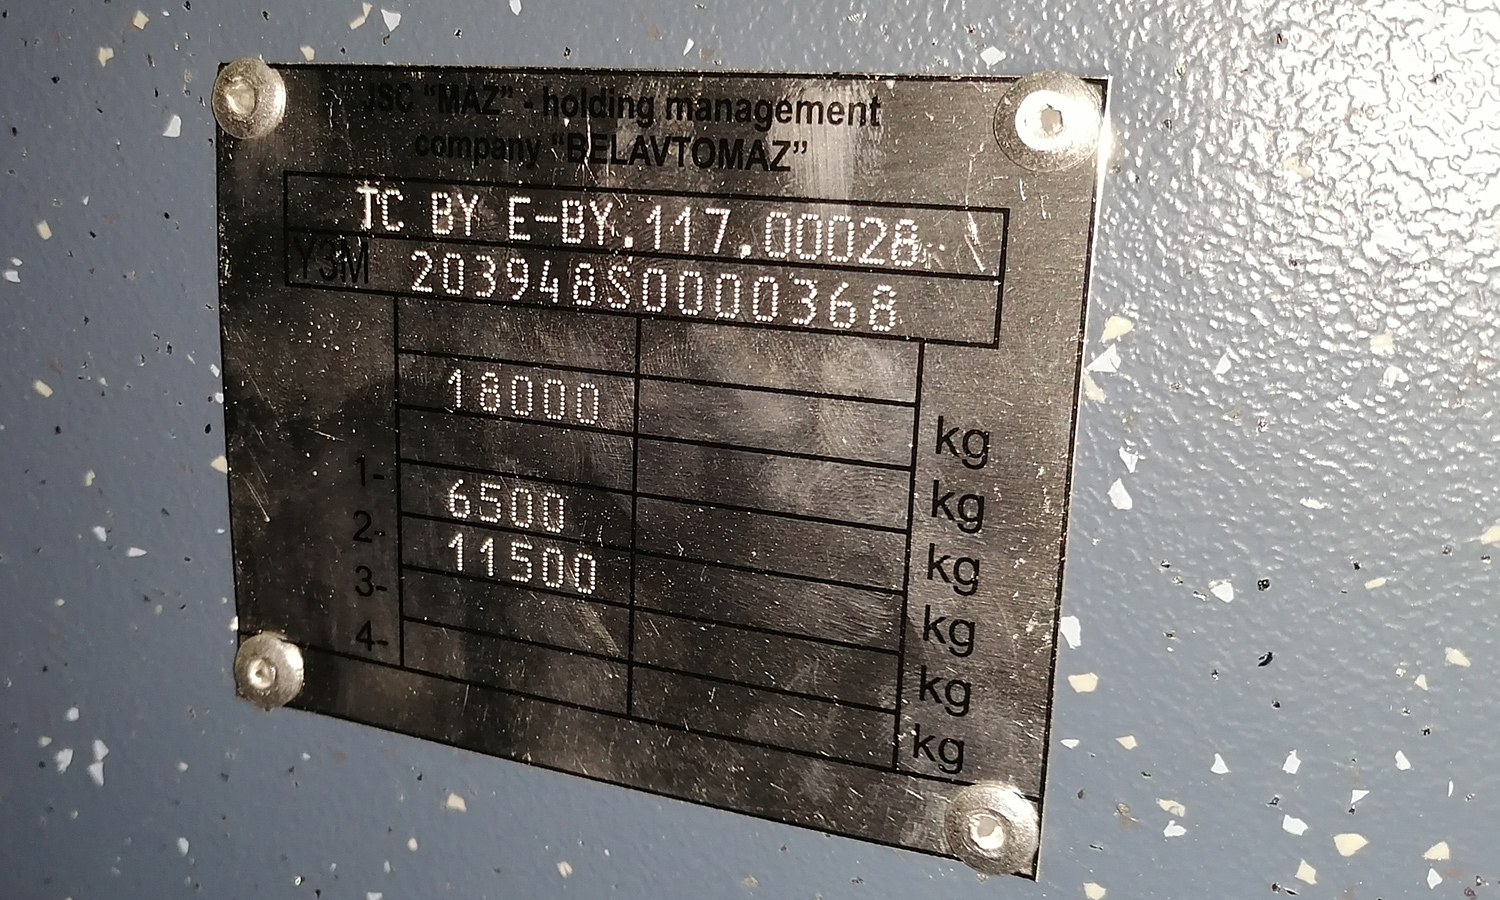 JSC “MAZ” - holding management
company “BELAVTOMAZ”
TC BY E-BY.117.00028.
Y3M 203948S0000368
18000 kg
kg
1- 6500 kg
2- 11500 kg
3- kg
4- kg